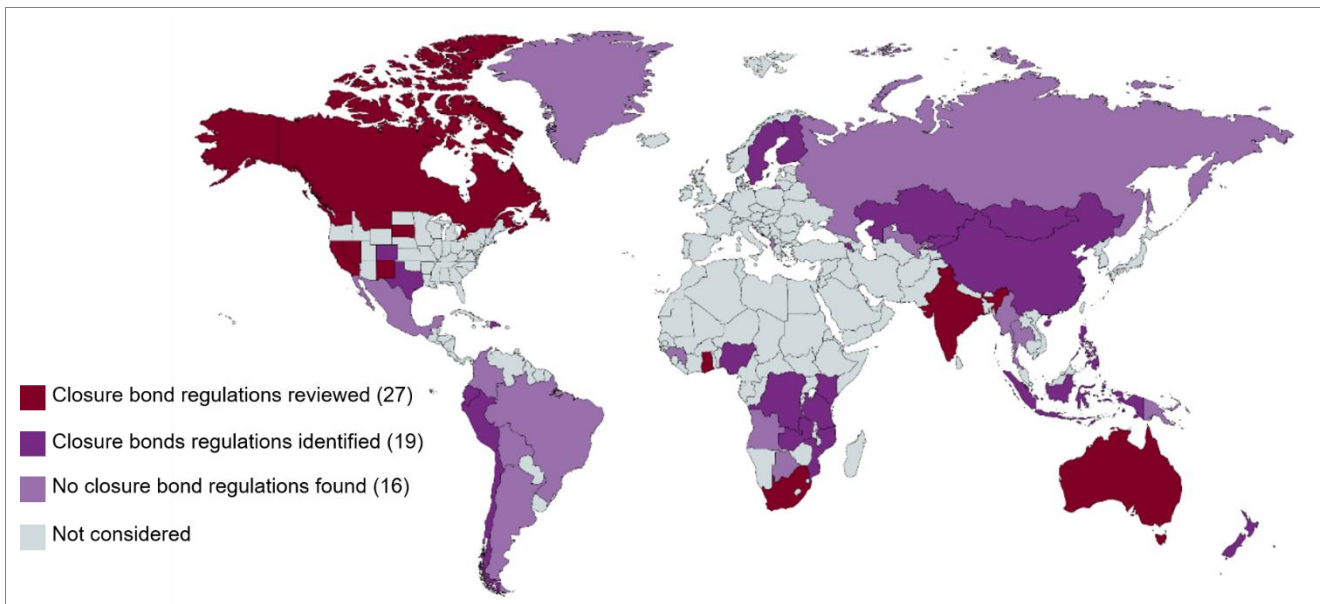 Closure bond regulations reviewed (27)
Closure bonds regulations identified (19)
No closure bond regulations found (16)
Not considered